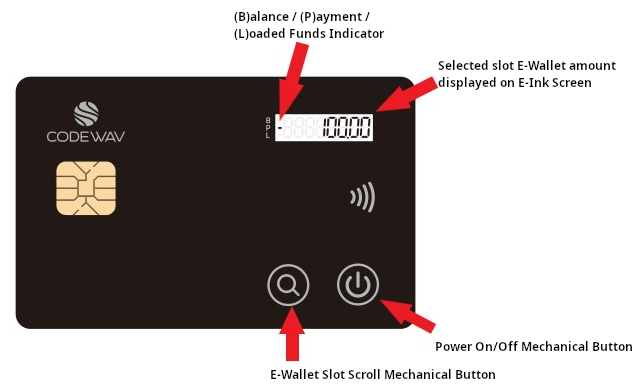 (B)alance / (P)ayment /
(L)oaded Funds Indicator
Selected slot E-Wallet amount
displayed on E-Ink Screen
CODEWAV
B
P
L
- 100.00
Power On/Off Mechanical Button
E-Wallet Slot Scroll Mechanical Button